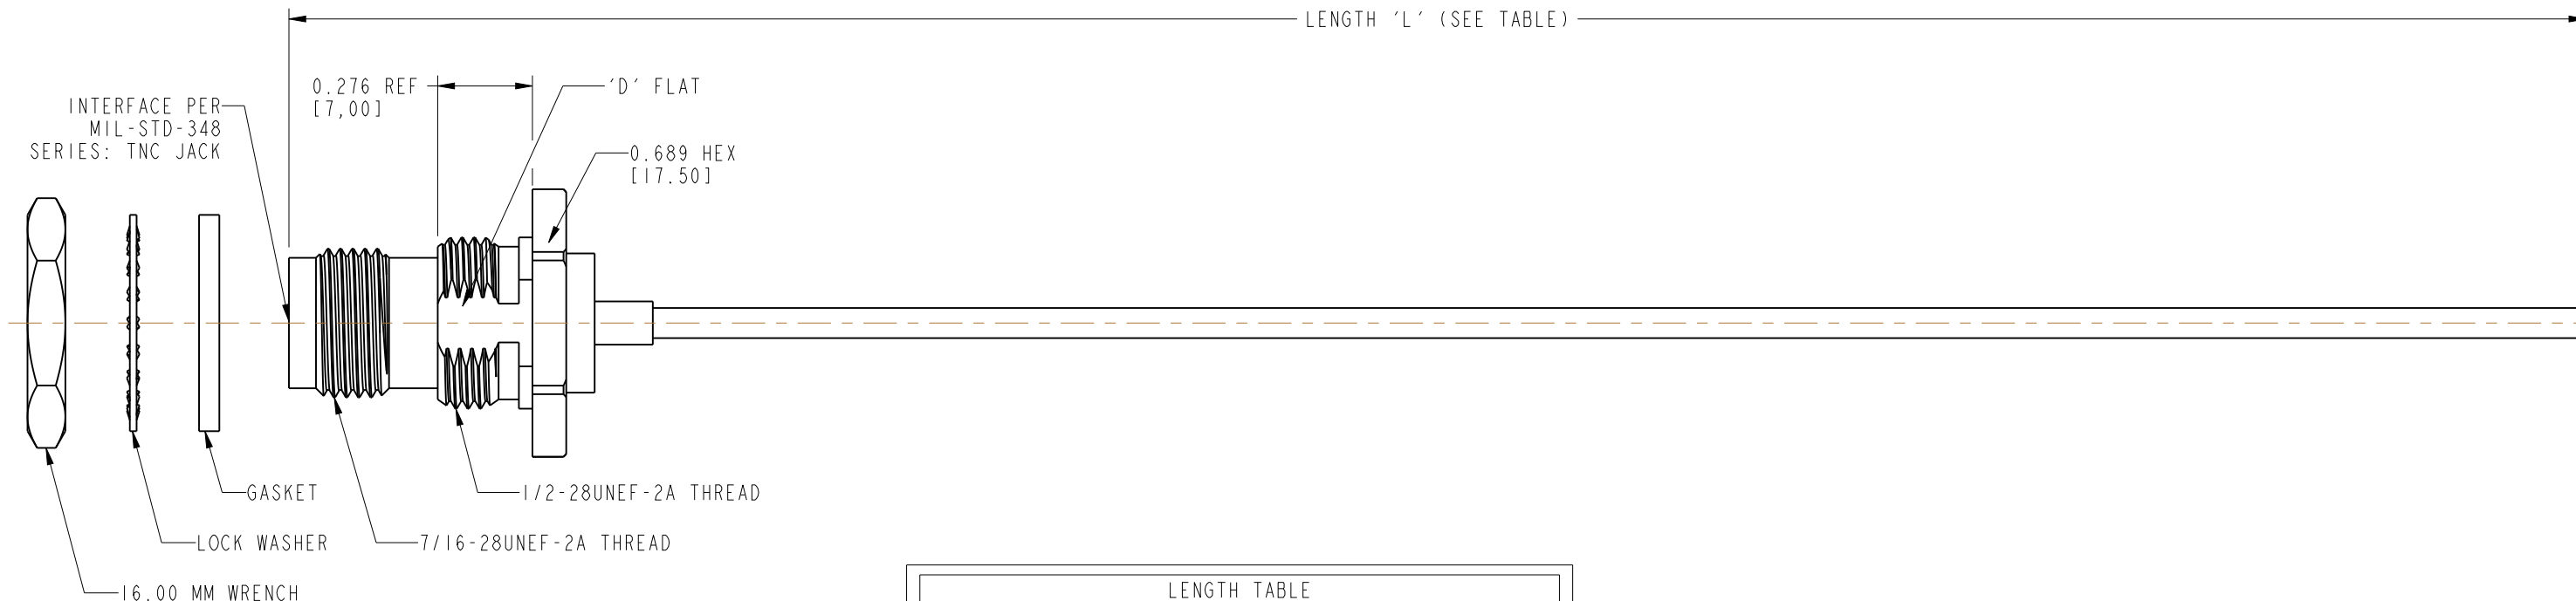 LENGTH 'L' (SEE TABLE)
0.276 REF
[7,00]
'D' FLAT
INTERFACE PER
MIL-STD-348
SERIES: TNC JACK
0.689 HEX
[17.50]
GASKET
1/2-28UNEF-2A THREAD
LOCK WASHER
7/16-28UNEF-2A THREAD
16.00 MM WRENCH
LENGTH TABLE